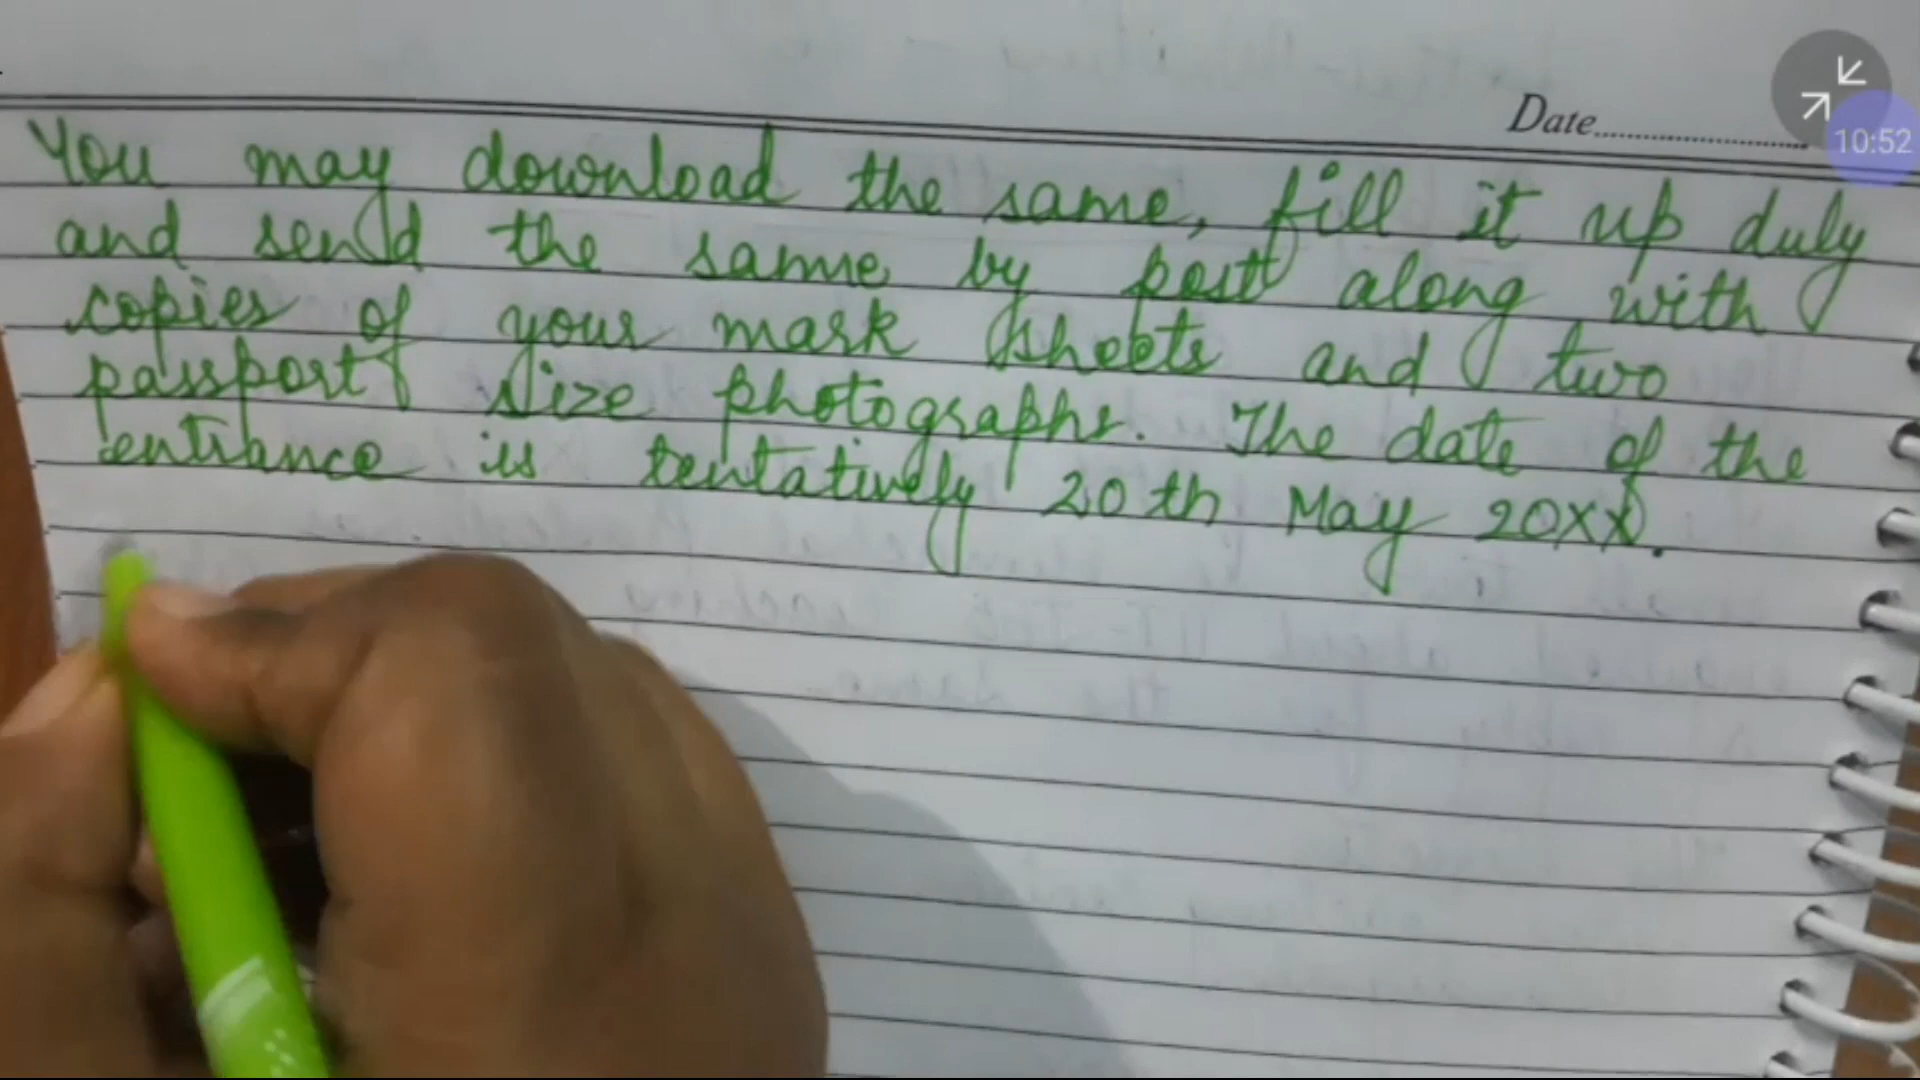 Date
10:52
You may download the same, fill it up duly
and send the same by post along with
copies of your mark sheets and two
passport size photographs. The date of the
entrance is tentatively 20th May 20XX.